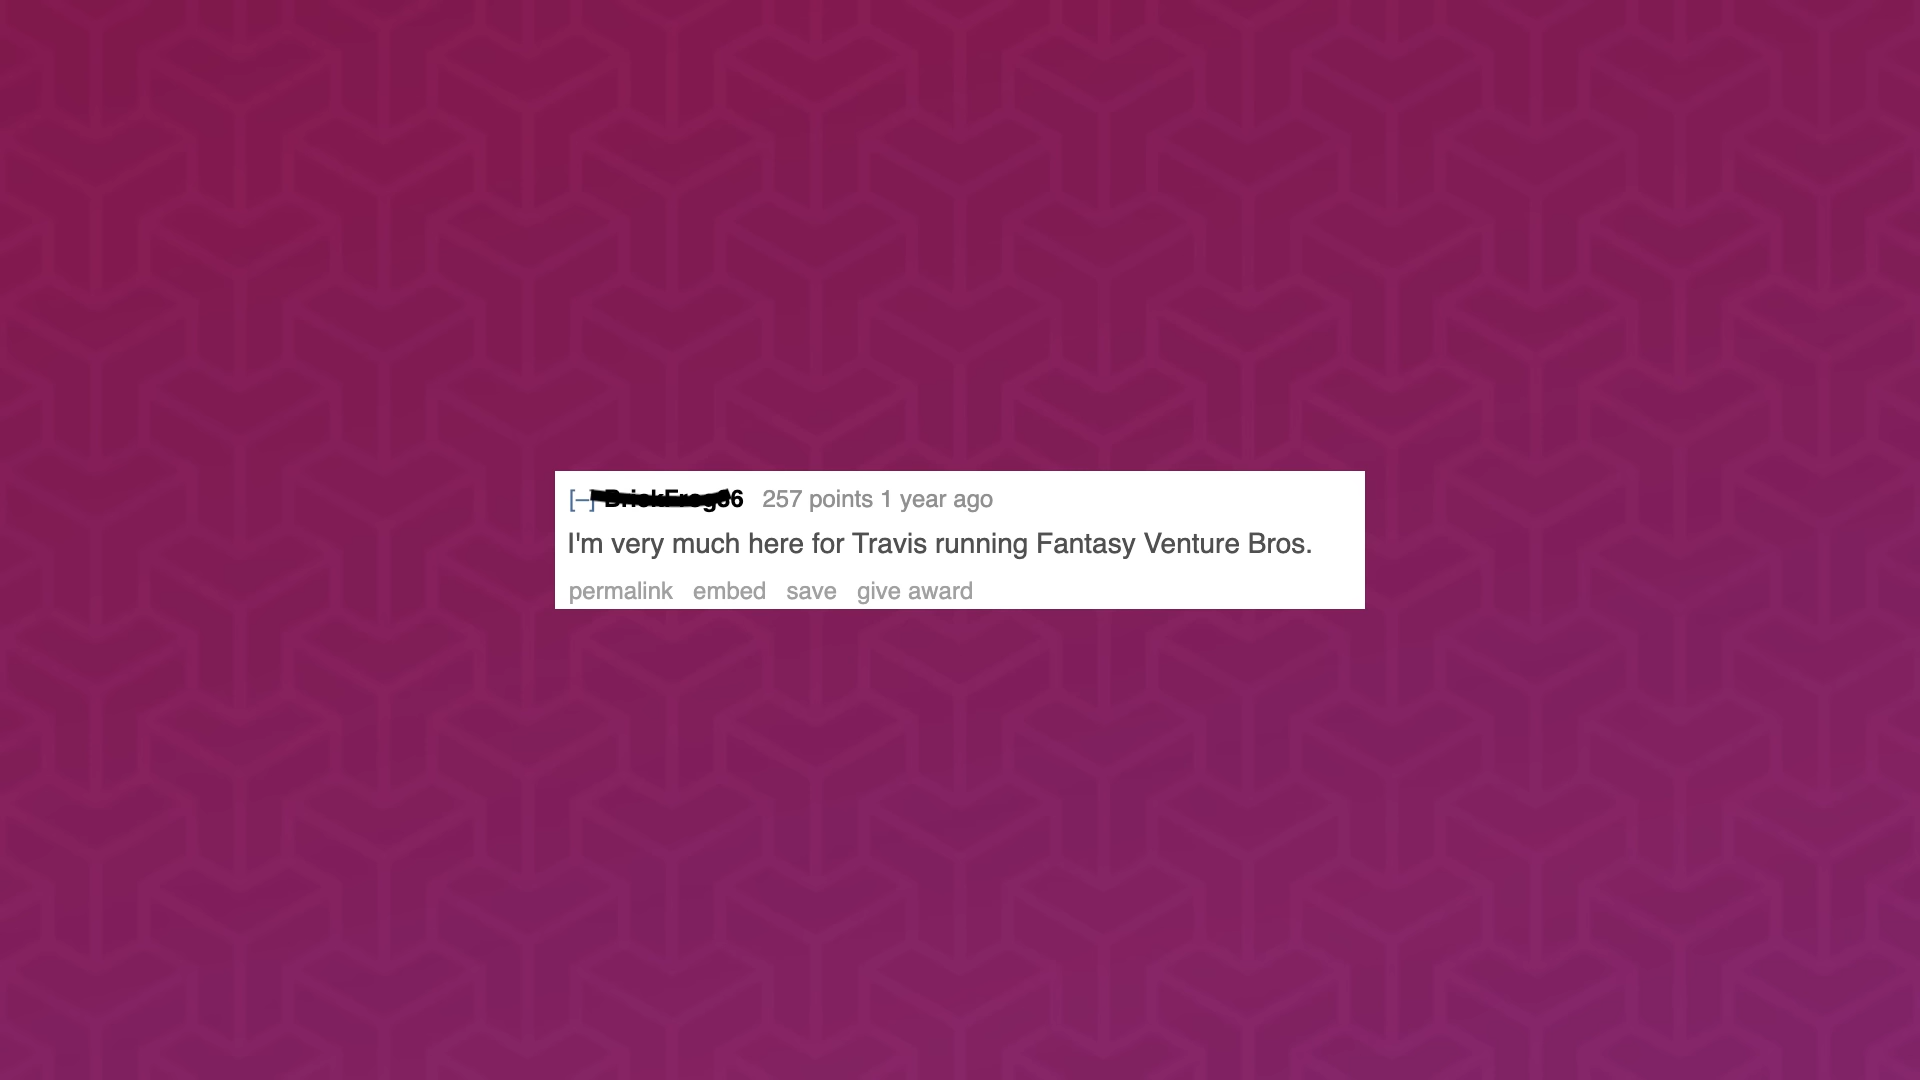 [–] 257 points 1 year ago
I'm very much here for Travis running Fantasy Venture Bros.
permalink embed save give award